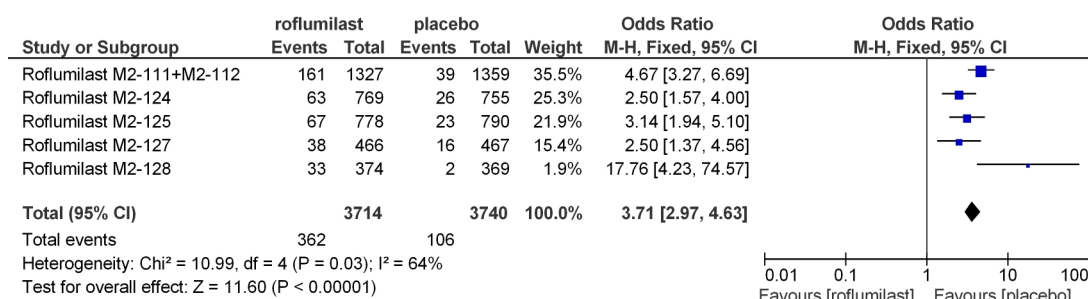 roflumilast placebo Odds Ratio Odds Ratio
Study or Subgroup Events Total Events Total Weight M-H, Fixed, 95% CI M-H, Fixed, 95% CI
Roflumilast M2-111+M2-112 161 1327 39 1359 35.5% 4.67 [3.27, 6.69]
Roflumilast M2-124 63 769 26 755 25.3% 2.50 [1.57, 4.00]
Roflumilast M2-125 67 778 23 790 21.9% 3.14 [1.94, 5.10]
Roflumilast M2-127 38 466 16 467 15.4% 2.50 [1.37, 4.56]
Roflumilast M2-128 33 374 2 369 1.9% 17.76 [4.23, 74.57]
Total (95% CI) 3714 3740 100.0% 3.71 [2.97, 4.63]
Total events 362 106
Heterogeneity: Chi² = 10.99, df = 4 (P = 0.03); I² = 64%
Test for overall effect: Z = 11.60 (P < 0.00001)
0.01 0.1 1 10 100
Favours [roflumilast] Favours [placebo]